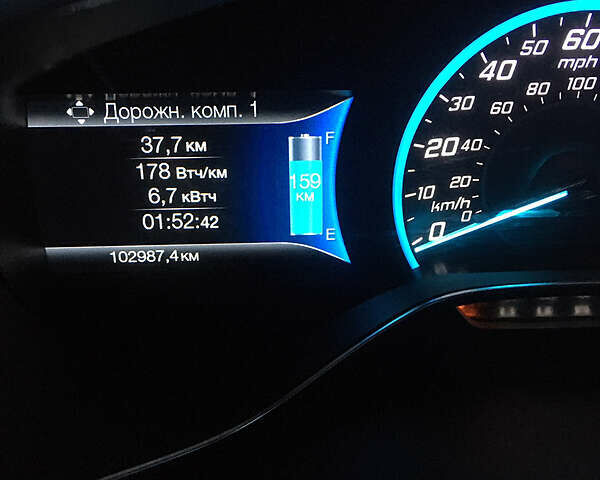 Дорожн. комп. 1
37,7 км
178 Втч/км
6,7 кВтч
01:52:42
102987,4 км
F
159
км
E
60
50
mph
40
100
80
30
60
20
40
10
20
km/h
0
0